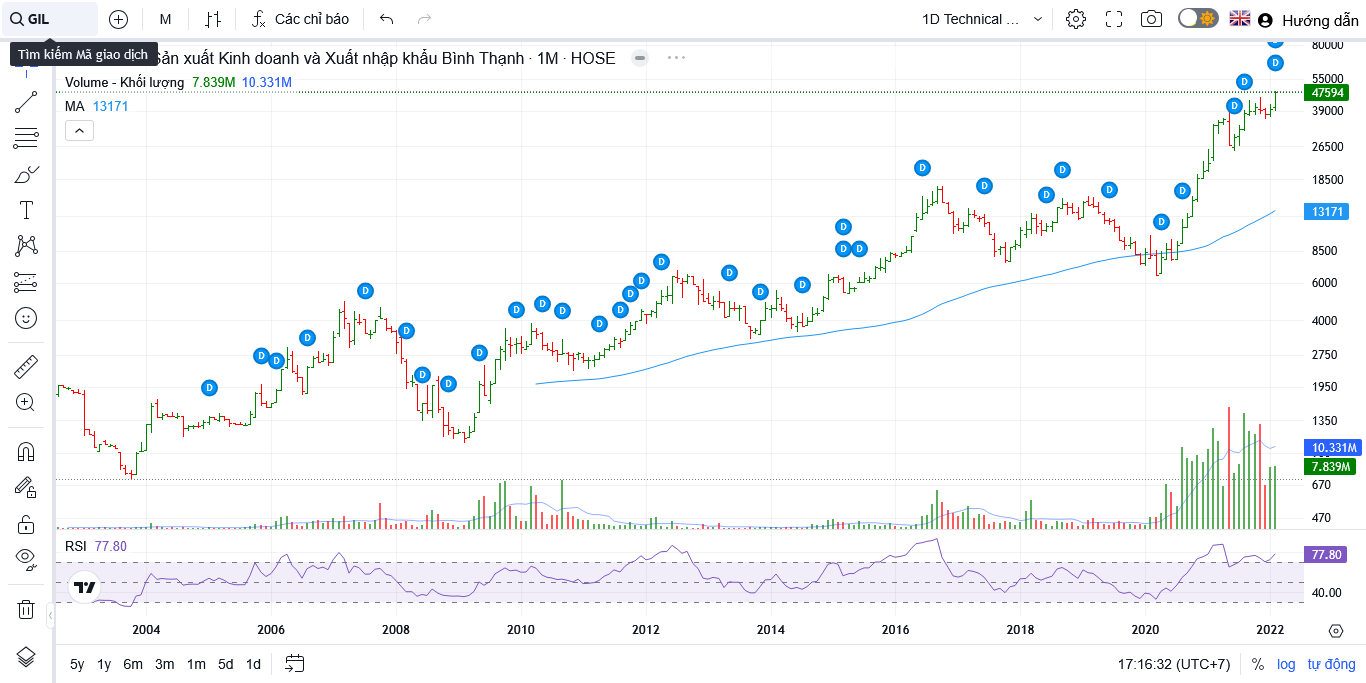 GIL M Các chỉ báo 1D Technical ... Hướng dẫn
Tìm kiếm Mã giao dịch
Sản xuất Kinh doanh và Xuất nhập khẩu Bình Thạnh · 1M · HOSE
Volume - Khối lượng 7.839M 10.331M
MA 13171
80000
55000
47594
39000
26500
18500
13171
8500
6000
4000
2750
1950
1350
10.331M
7.839M
670
470
D D D D D D D D D D D D D D D D D D D D D D D D D D D D D D D D D
RSI 77.80
77.80
40.00
2004 2006 2008 2010 2012 2014 2016 2018 2020 2022
5y 1y 6m 3m 1m 5d 1d 17:16:32 (UTC+7) % log tự động